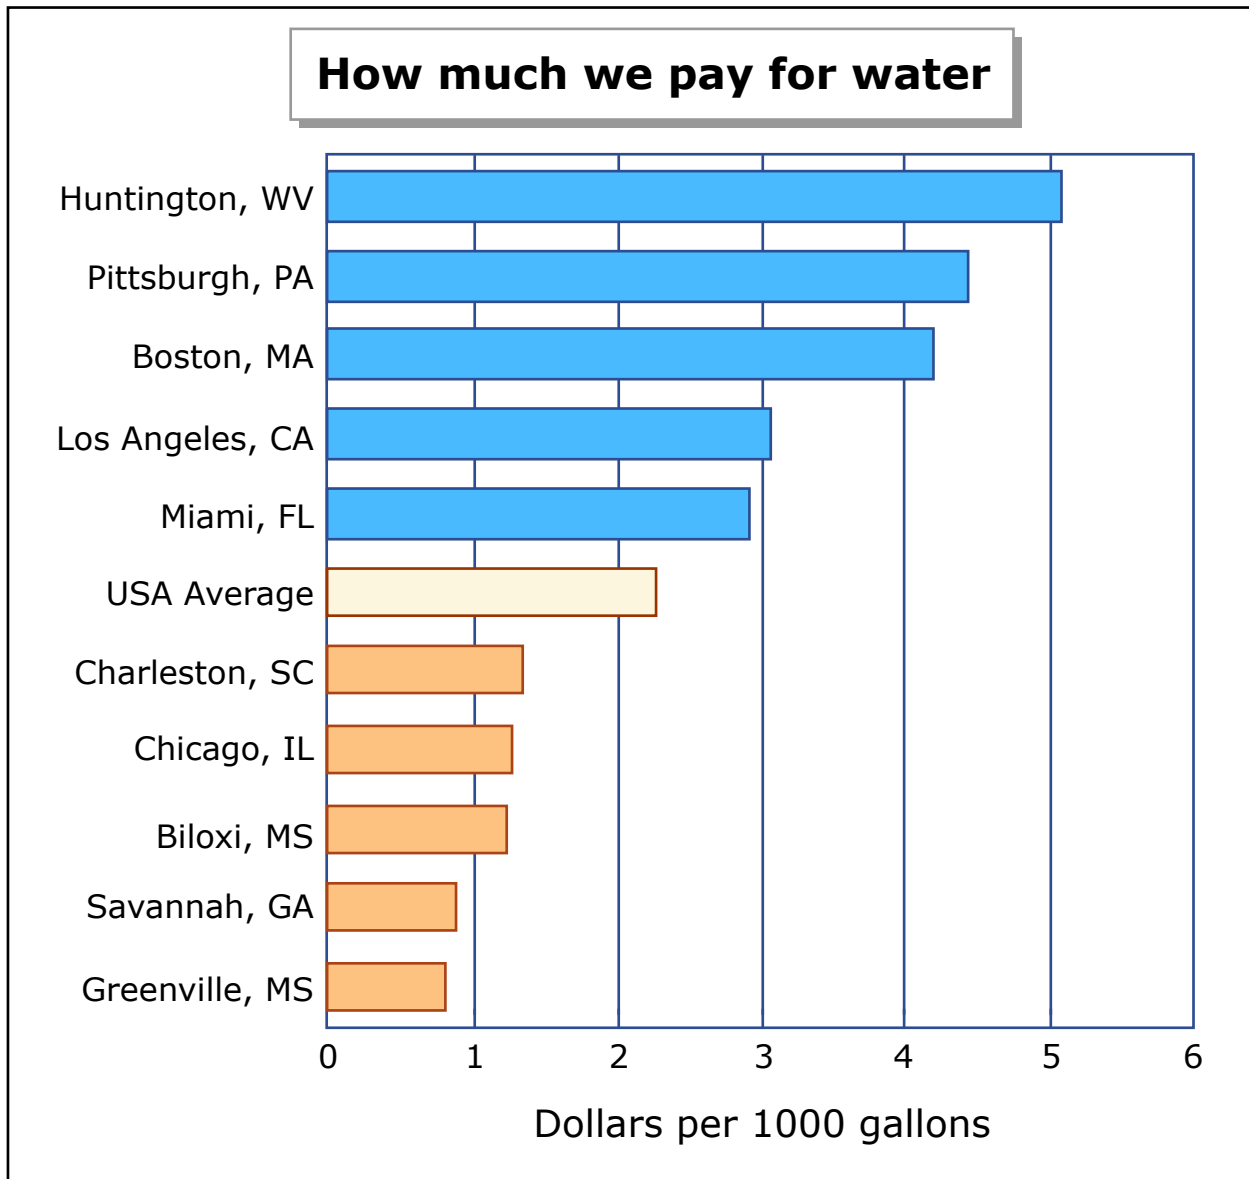 How much we pay for water
Huntington, WV
Pittsburgh, PA
Boston, MA
Los Angeles, CA
Miami, FL
USA Average
Charleston, SC
Chicago, IL
Biloxi, MS
Savannah, GA
Greenville, MS
0 1 2 3 4 5 6
Dollars per 1000 gallons